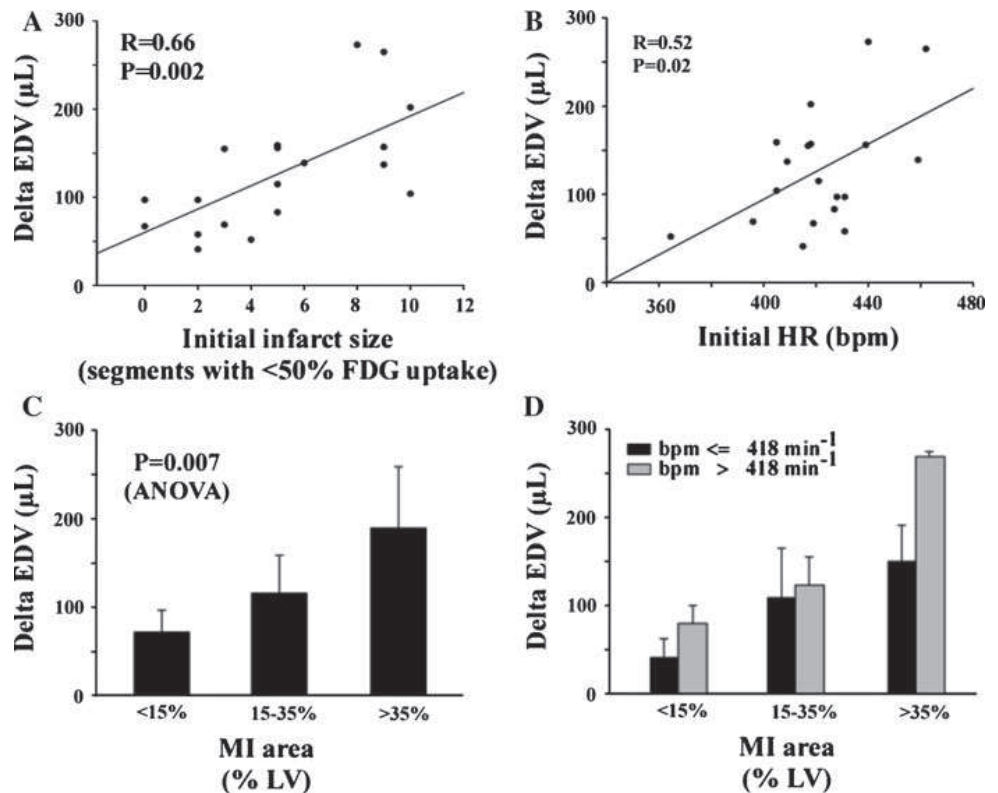 A
300
200
100
0
Delta EDV (µL)
R=0.66
P=0.002
0 2 4 6 8 10 12
Initial infarct size
(segments with <50% FDG uptake)
B
300
200
100
0
Delta EDV (µL)
R=0.52
P=0.02
360 400 440 480
Initial HR (bpm)
C
300
200
100
0
Delta EDV (µL)
P=0.007
(ANOVA)
<15% 15-35% >35%
MI area
(% LV)
D
300
200
100
0
Delta EDV (µL)
bpm <= 418 min⁻¹
bpm > 418 min⁻¹
<15% 15-35% >35%
MI area
(% LV)